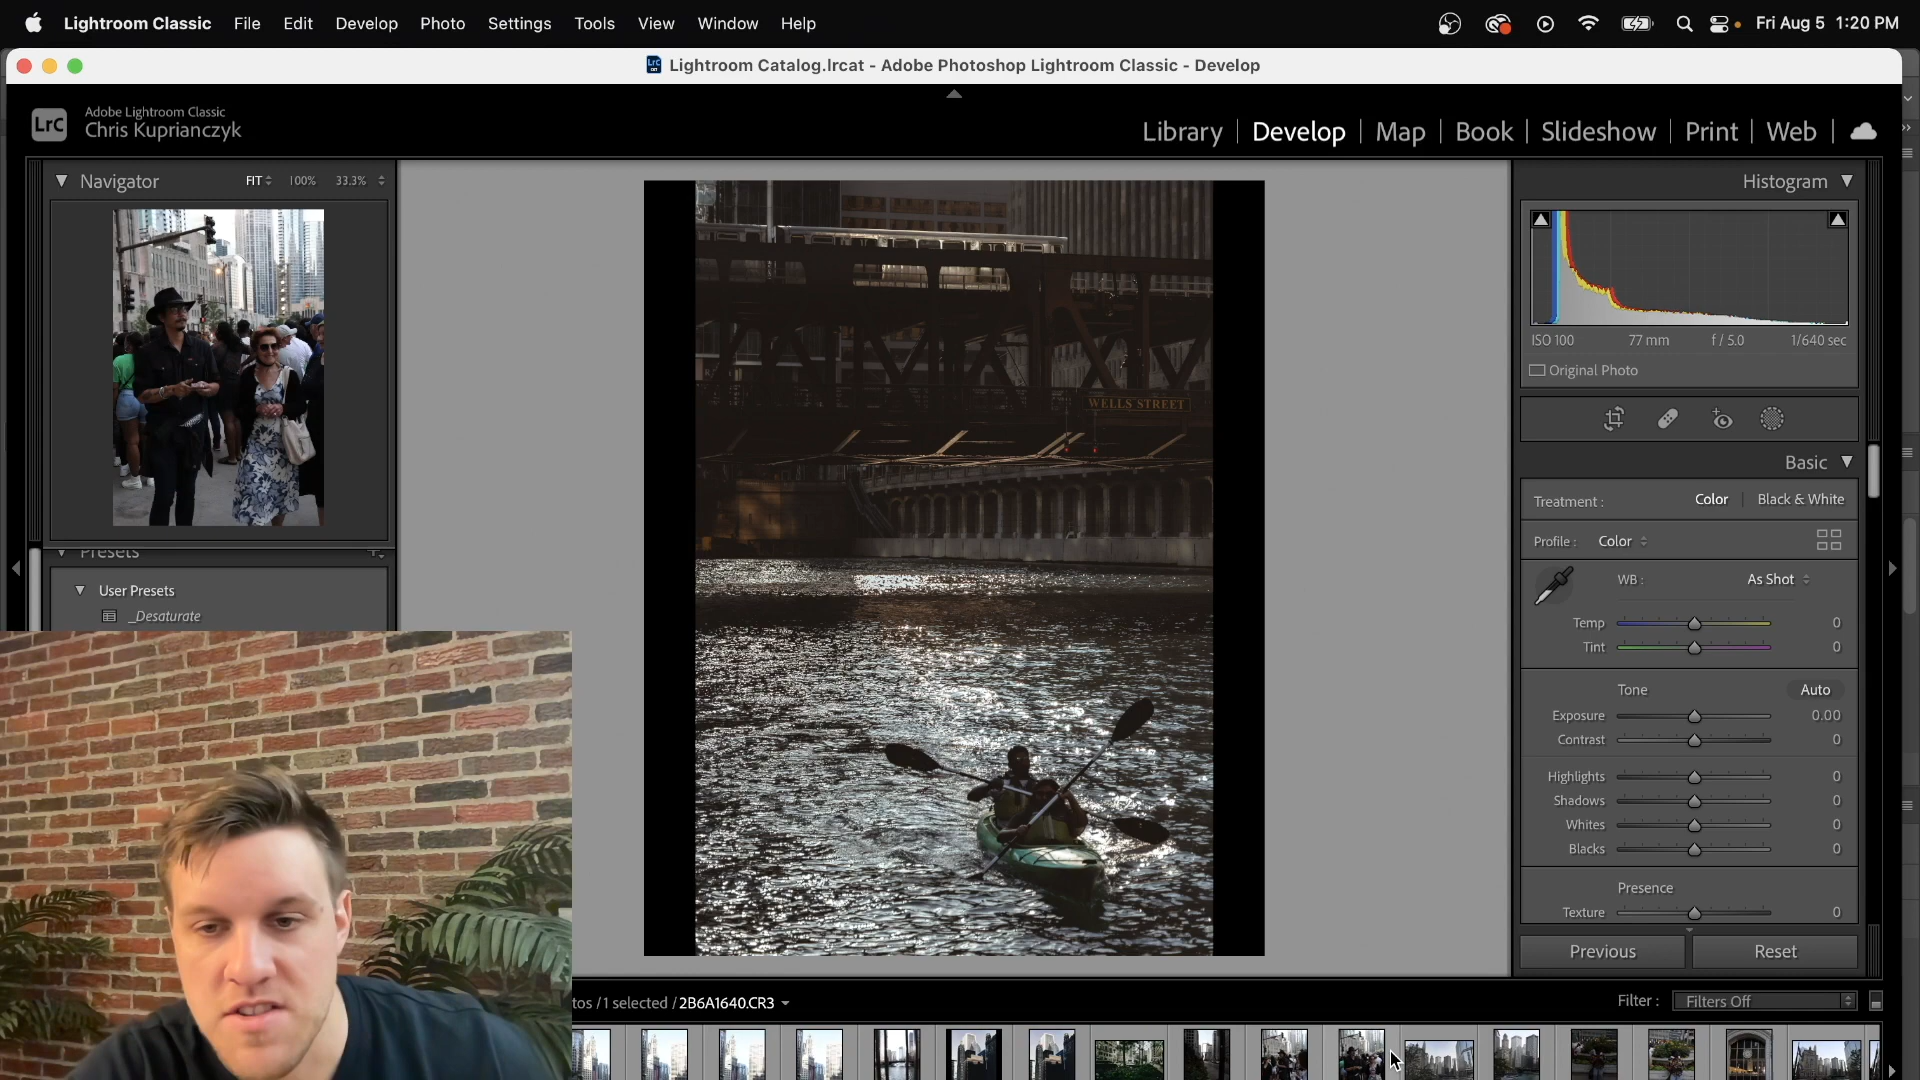 Lightroom Classic File Edit Develop Photo Settings Tools View Window Help Fri Aug 5 1:20 PM
LrC Lightroom Catalog.lrcat - Adobe Photoshop Lightroom Classic - Develop
LrC
Adobe Lightroom Classic
Chris Kuprianczyk
Library | Develop | Map | Book | Slideshow | Print | Web |
Navigator FIT 100% 33.3%
Presets
User Presets
_Desaturate
WELLS STREET
Histogram
ISO 100 77 mm f / 5.0 1/640 sec
Original Photo
Basic
Treatment : Color | Black & White
Profile : Color
WB : As Shot
Temp 0
Tint 0
Tone Auto
Exposure 0.00
Contrast 0
Highlights 0
Shadows 0
Whites 0
Blacks 0
Presence
Texture 0
Previous Reset
tos / 1 selected / 2B6A1640.CR3
Filter : Filters Off